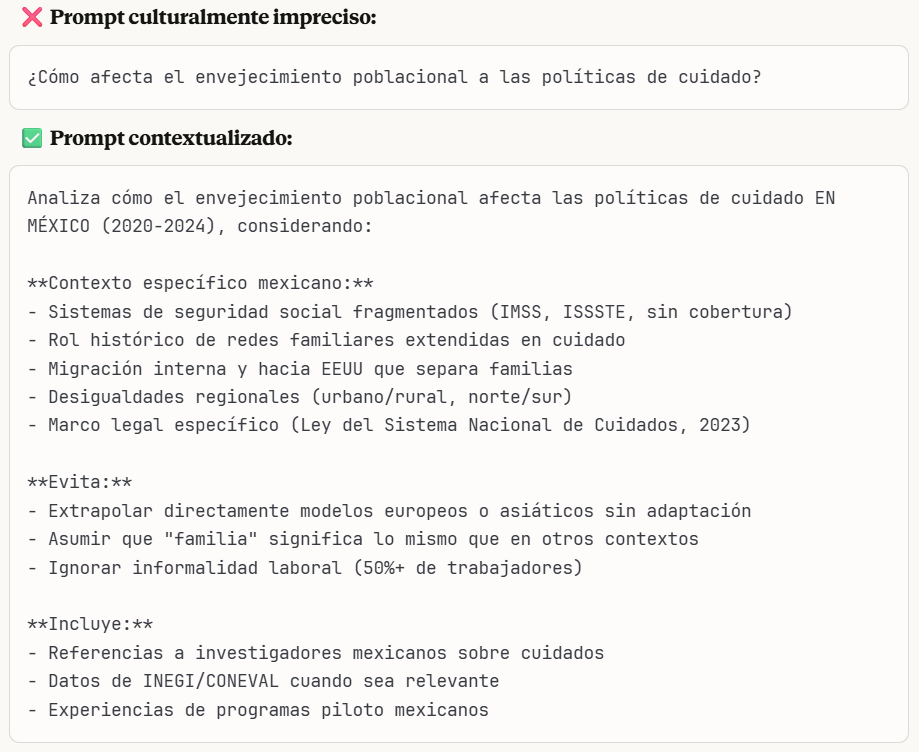 ❌ Prompt culturalmente impreciso:
¿Cómo afecta el envejecimiento poblacional a las políticas de cuidado?
✅ Prompt contextualizado:
Analiza cómo el envejecimiento poblacional afecta las políticas de cuidado EN
MÉXICO (2020-2024), considerando:
**Contexto específico mexicano:**
- Sistemas de seguridad social fragmentados (IMSS, ISSSTE, sin cobertura)
- Rol histórico de redes familiares extendidas en cuidado
- Migración interna y hacia EEUU que separa familias
- Desigualdades regionales (urbano/rural, norte/sur)
- Marco legal específico (Ley del Sistema Nacional de Cuidados, 2023)
**Evita:**
- Extrapolar directamente modelos europeos o asiáticos sin adaptación
- Asumir que "familia" significa lo mismo que en otros contextos
- Ignorar informalidad laboral (50%+ de trabajadores)
**Incluye:**
- Referencias a investigadores mexicanos sobre cuidados
- Datos de INEGI/CONEVAL cuando sea relevante
- Experiencias de programas piloto mexicanos